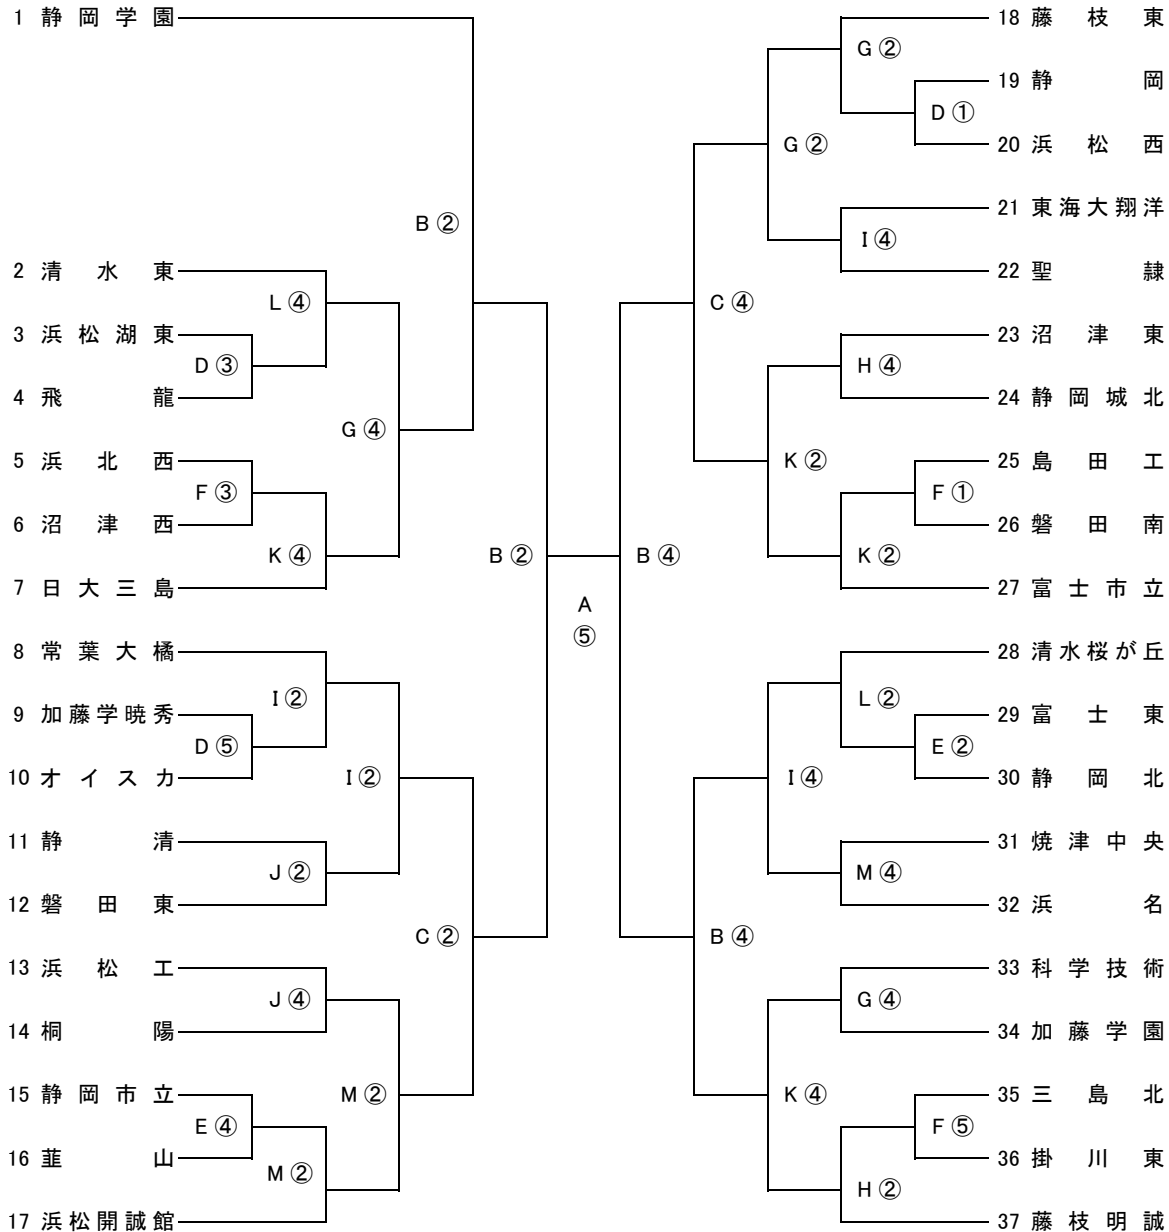 1 静岡学園
2 清水東
3 浜松湖東
4 飛龍
5 浜北西
6 沼津西
7 日大三島
8 常葉大橘
9 加藤学暁秀
10 オイスカ
11 静清
12 磐田東
13 浜松工
14 桐陽
15 静岡市立
16 韮山
17 浜松開誠館
D③
F③
D⑤
E④
L④
K④
I②
J②
J④
M②
G④
I②
M②
B②
C②
B②
A
⑤
B④
C④
B④
G②
K②
I④
K④
G②
I④
H④
K②
L②
M④
G④
H②
D①
F①
E②
F⑤
18 藤枝東
19 静岡
20 浜松西
21 東海大翔洋
22 聖隷
23 沼津東
24 静岡城北
25 島田工
26 磐田南
27 富士市立
28 清水桜が丘
29 富士東
30 静岡北
31 焼津中央
32 浜名
33 科学技術
34 加藤学園
35 三島北
36 掛川東
37 藤枝明誠